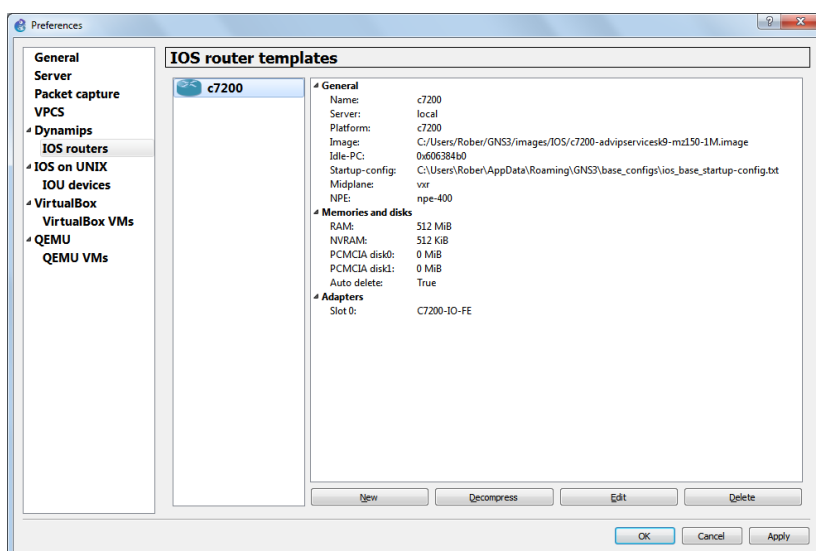 Preferences
General
Server
Packet capture
VPCS
Dynamips
IOS routers
IOS on UNIX
IOU devices
VirtualBox
VirtualBox VMs
QEMU
QEMU VMs
IOS router templates
c7200
General
Name: c7200
Server: local
Platform: c7200
Image: C:/Users/Rober/GNS3/images/IOS/c7200-advipservicesk9-mz150-1M.image
Idle-PC: 0x606384b0
Startup-config: C:\Users\Rober\AppData\Roaming\GNS3\base_configs\ios_base_startup-config.txt
Midplane: vxr
NPE: npe-400
Memories and disks
RAM: 512 MiB
NVRAM: 512 KiB
PCMCIA disk0: 0 MiB
PCMCIA disk1: 0 MiB
Auto delete: True
Adapters
Slot 0: C7200-IO-FE
New Decompress Edit Delete
OK Cancel Apply